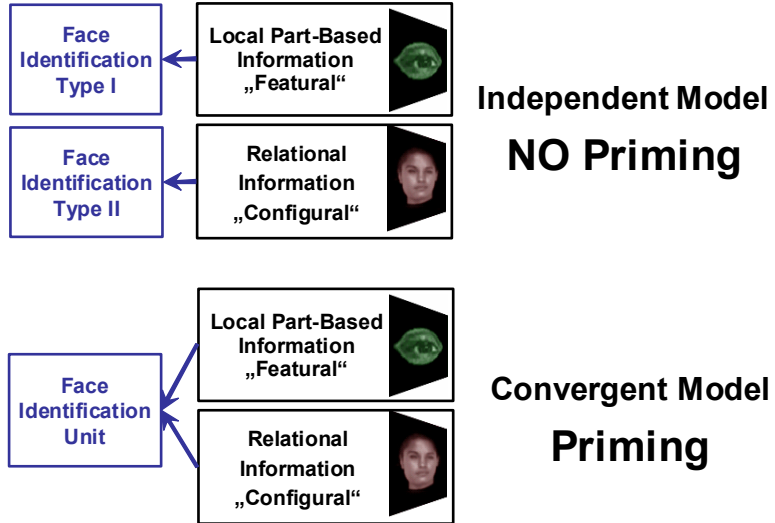 Face
Identification
Type I
Local Part-Based
Information
„Featural“
Independent Model
NO Priming
Face
Identification
Type II
Relational
Information
„Configural“
Face
Identification
Unit
Local Part-Based
Information
„Featural“
Relational
Information
„Configural“
Convergent Model
Priming